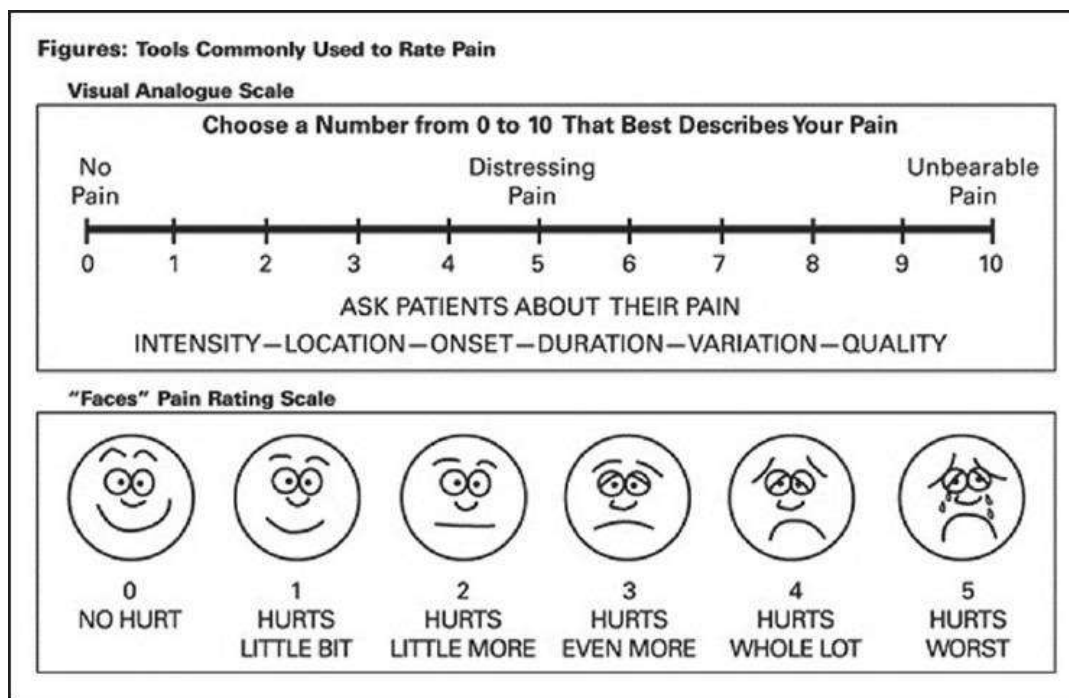 Figures: Tools Commonly Used to Rate Pain
Visual Analogue Scale
Choose a Number from 0 to 10 That Best Describes Your Pain
No Pain
Distressing Pain
Unbearable Pain
0 1 2 3 4 5 6 7 8 9 10
ASK PATIENTS ABOUT THEIR PAIN
INTENSITY—LOCATION—ONSET—DURATION—VARIATION—QUALITY
"Faces" Pain Rating Scale
0
NO HURT
1
HURTS
LITTLE BIT
2
HURTS
LITTLE MORE
3
HURTS
EVEN MORE
4
HURTS
WHOLE LOT
5
HURTS
WORST